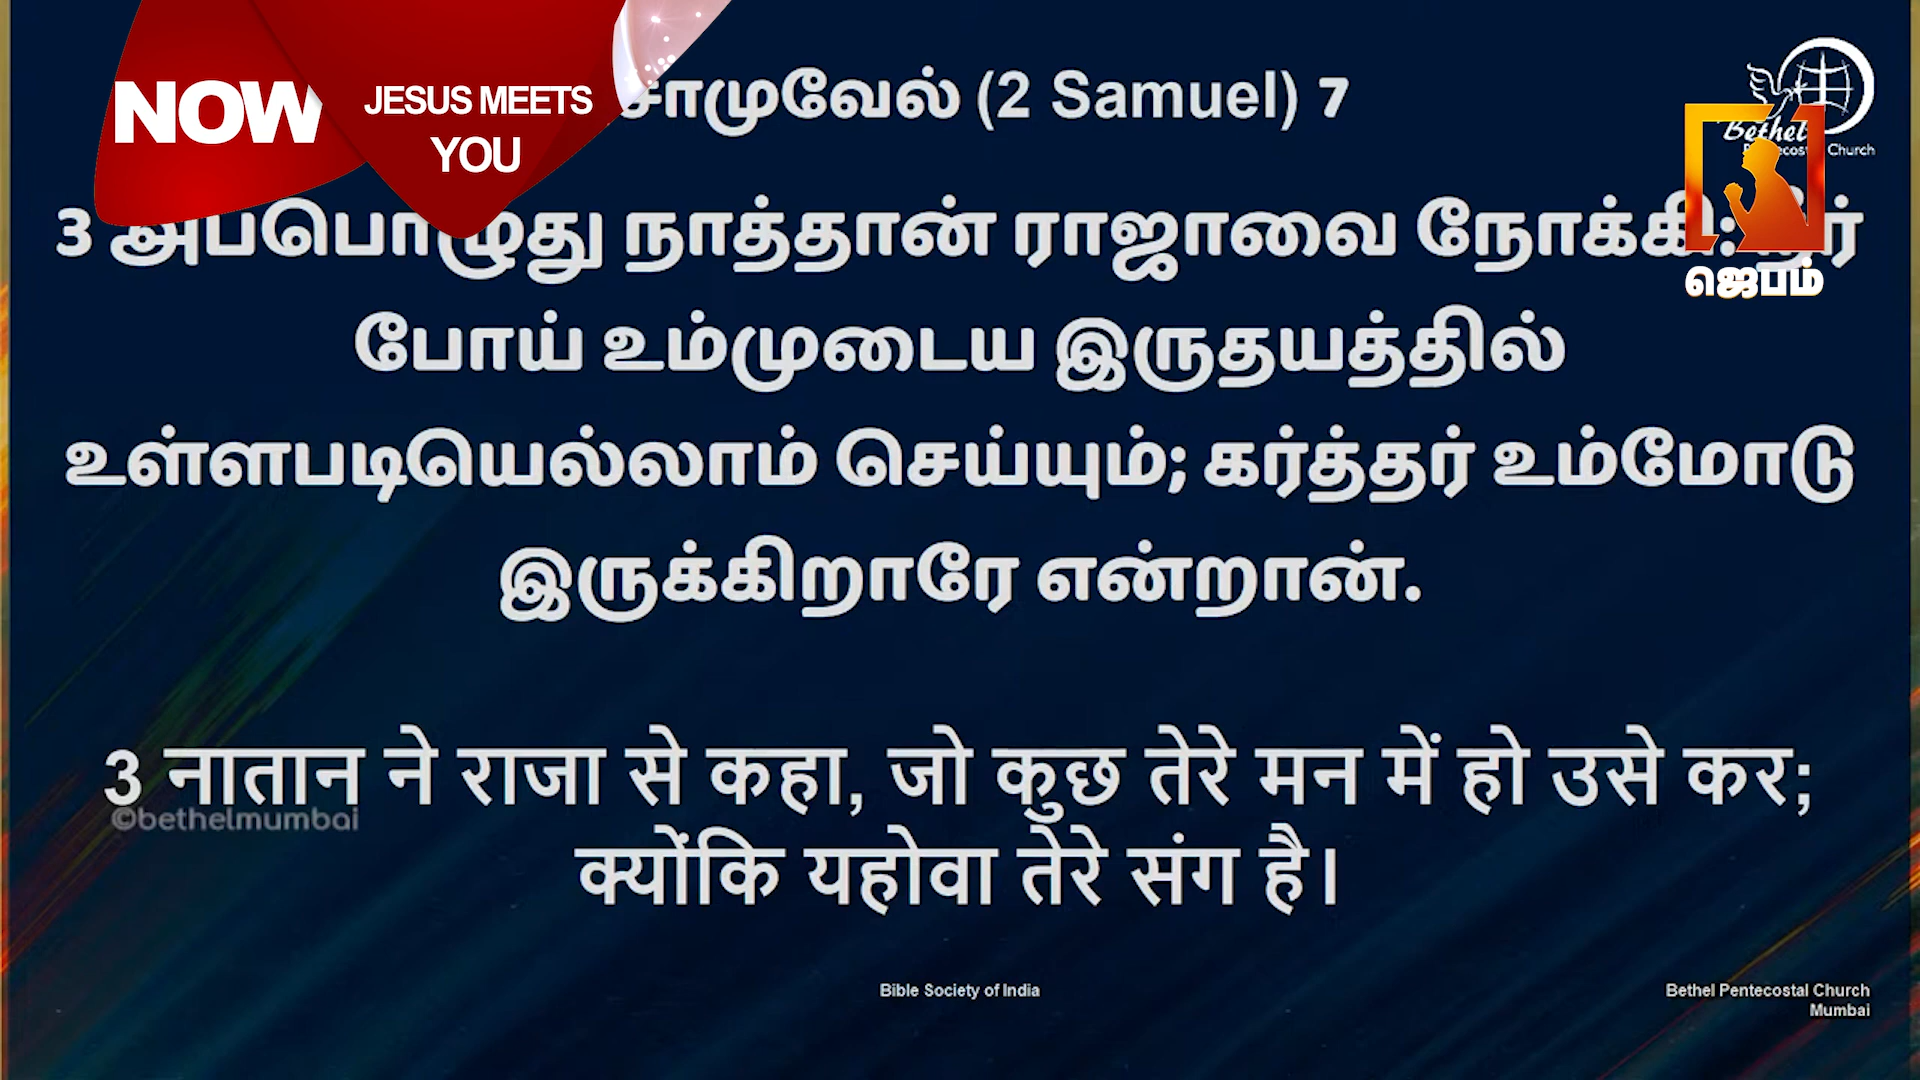 NOW
JESUS MEETS
YOU
சாமுவேல் (2 Samuel) 7
Bethel
Church
3 அப்பொழுது நாத்தான் ராஜாவை நோக்கி: நீர்
ஜெபம்
போய் உம்முடைய இருதயத்தில்
உள்ளபடியெல்லாம் செய்யும்; கர்த்தர் உம்மோடு
இருக்கிறாரே என்றான்.
3 नातान ने राजा से कहा, जो कुछ तेरे मन में हो उसे कर;
©bethelmumbai
क्योंकि यहोवा तेरे संग है।
Bible Society of India
Bethel Pentecostal Church
Mumbai